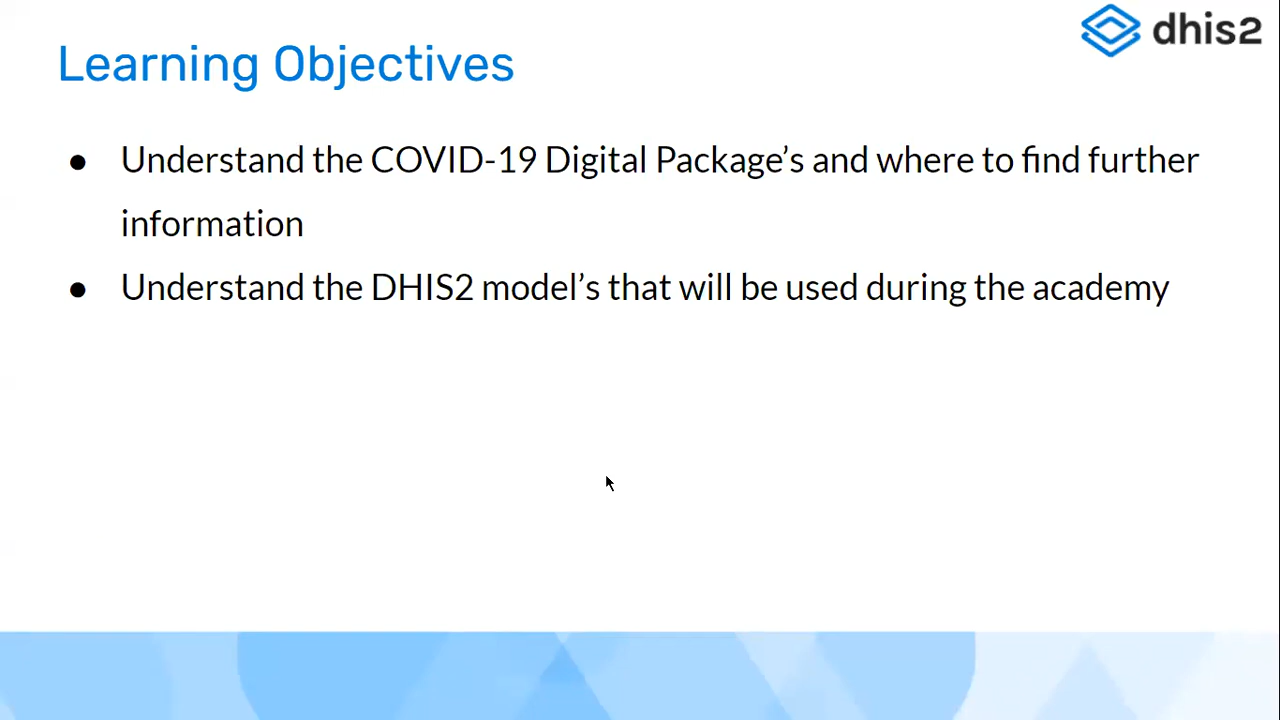 dhis2
Learning Objectives
● Understand the COVID-19 Digital Package’s and where to find further
information
● Understand the DHIS2 model’s that will be used during the academy